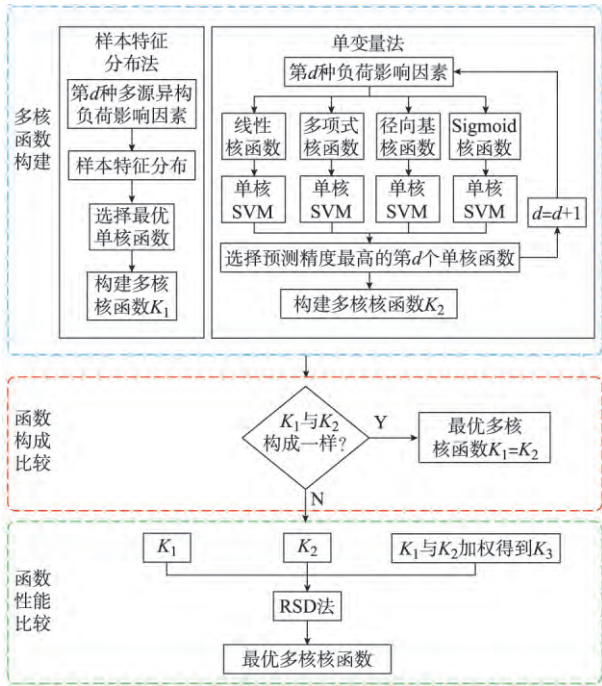 多核
函数
构建
样本特征
分布法
第d种多源异构
负荷影响因素
样本特征分布
选择最优
单核函数
构建多核
核函数K₁
单变量法
第d种负荷影响因素
线性
核函数
多项式
核函数
径向基
核函数
Sigmoid
核函数
单核
SVM
单核
SVM
单核
SVM
单核
SVM
d=d+1
选择预测精度最高的第d个单核函数
构建多核核函数K₂
函数
构成
比较
K₁与K₂
构成一样?
Y
最优多核
核函数K₁=K₂
N
函数
性能
比较
K₁
K₂
K₁与K₂加权得到K₃
RSD法
最优多核核函数